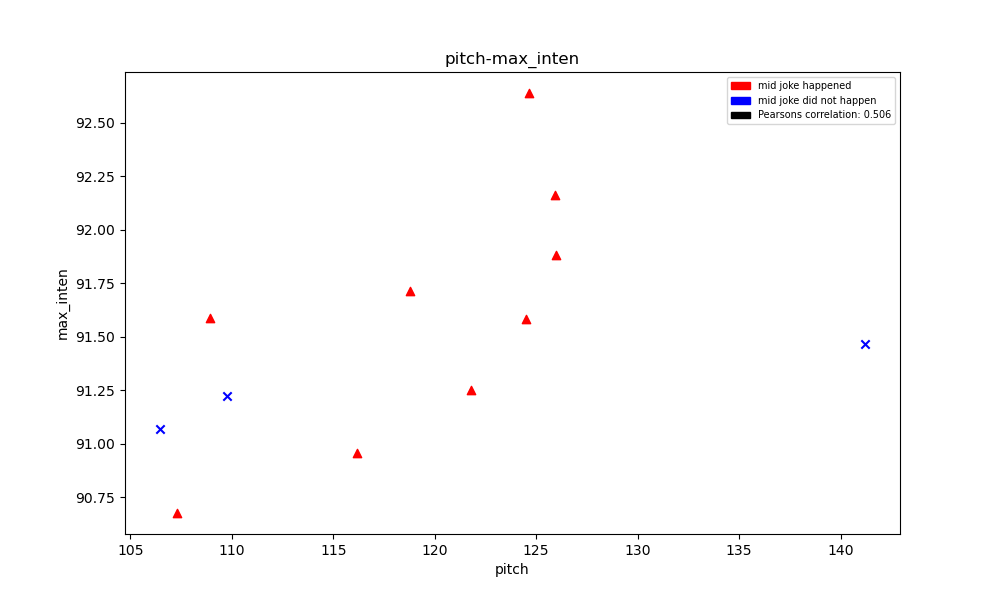 pitch-max_inten
mid joke happened
mid joke did not happen
Pearsons correlation: 0.506
max_inten
92.50
92.25
92.00
91.75
91.50
91.25
91.00
90.75
105 110 115 120 125 130 135 140
pitch